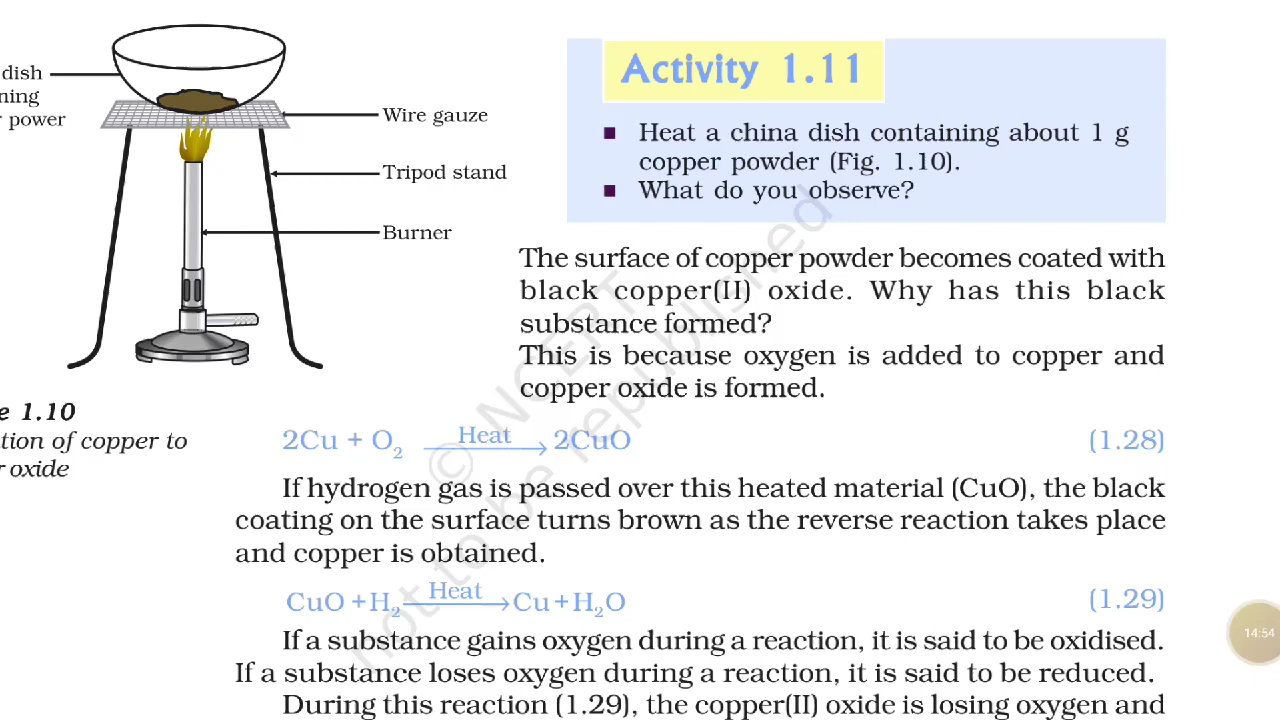 dish
ning
r power
Wire gauze
Tripod stand
Burner
e 1.10
tion of copper to
r oxide
Activity 1.11
■ Heat a china dish containing about 1 g
copper powder (Fig. 1.10).
■ What do you observe?
The surface of copper powder becomes coated with
black copper(II) oxide. Why has this black
substance formed?
This is because oxygen is added to copper and
copper oxide is formed.
2Cu + O₂ Heat → 2CuO (1.28)
If hydrogen gas is passed over this heated material (CuO), the black
coating on the surface turns brown as the reverse reaction takes place
and copper is obtained.
CuO + H₂ Heat → Cu + H₂O (1.29)
If a substance gains oxygen during a reaction, it is said to be oxidised.
If a substance loses oxygen during a reaction, it is said to be reduced.
During this reaction (1.29), the copper(II) oxide is losing oxygen and
© NCERT
not to be republished
14:54